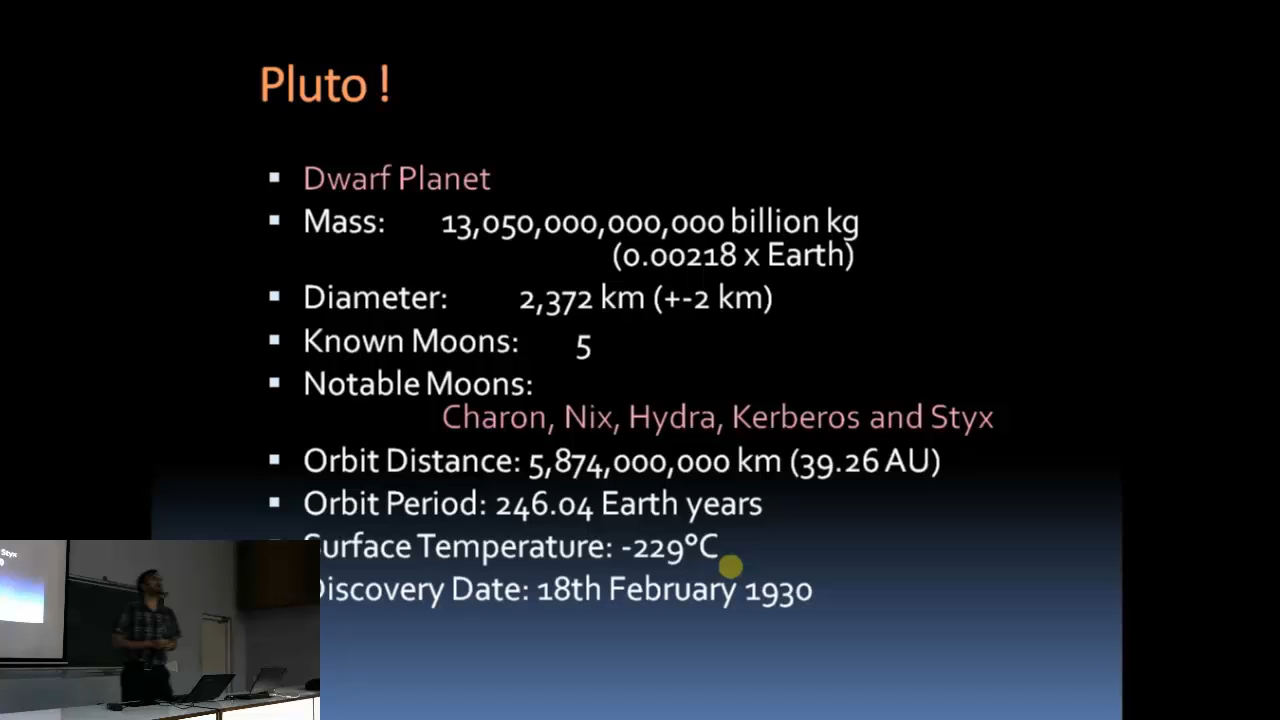 Pluto !
▪ Dwarf Planet
▪ Mass: 13,050,000,000,000 billion kg
(0.00218 x Earth)
▪ Diameter: 2,372 km (+-2 km)
▪ Known Moons: 5
▪ Notable Moons:
Charon, Nix, Hydra, Kerberos and Styx
▪ Orbit Distance: 5,874,000,000 km (39.26 AU)
▪ Orbit Period: 246.04 Earth years
Surface Temperature: -229°C
Discovery Date: 18th February 1930
Styx